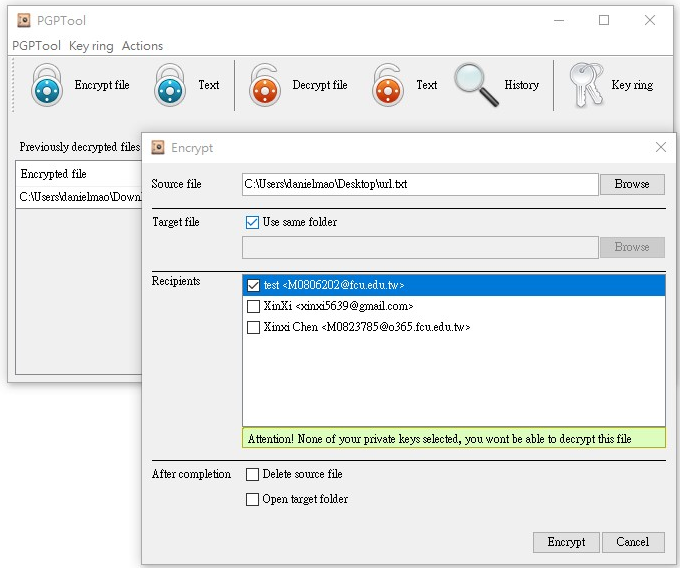 PGPTool
PGPTool Key ring Actions
Encrypt file Text Decrypt file Text History Key ring
Previously decrypted files
Encrypted file
C:\Users\danielmao\Downl
Encrypt
Source file C:\Users\danielmao\Desktop\url.txt Browse
Target file Use same folder
Browse
Recipients test <M0806202@fcu.edu.tw>
XinXi <xinxi5639@gmail.com>
Xinxi Chen <M0823785@o365.fcu.edu.tw>
Attention! None of your private keys selected, you wont be able to decrypt this file
After completion Delete source file
Open target folder
Encrypt Cancel